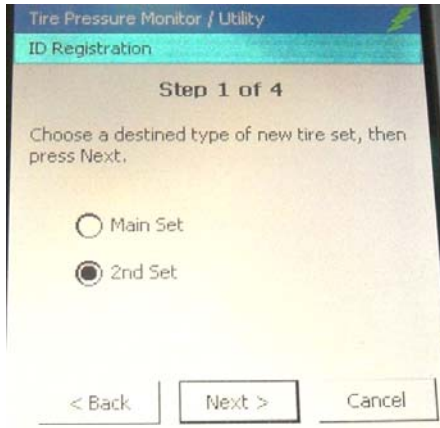 Tire Pressure Monitor / Utility
ID Registration
Step 1 of 4
Choose a destined type of new tire set, then
press Next.
Main Set
2nd Set
< Back
Next >
Cancel